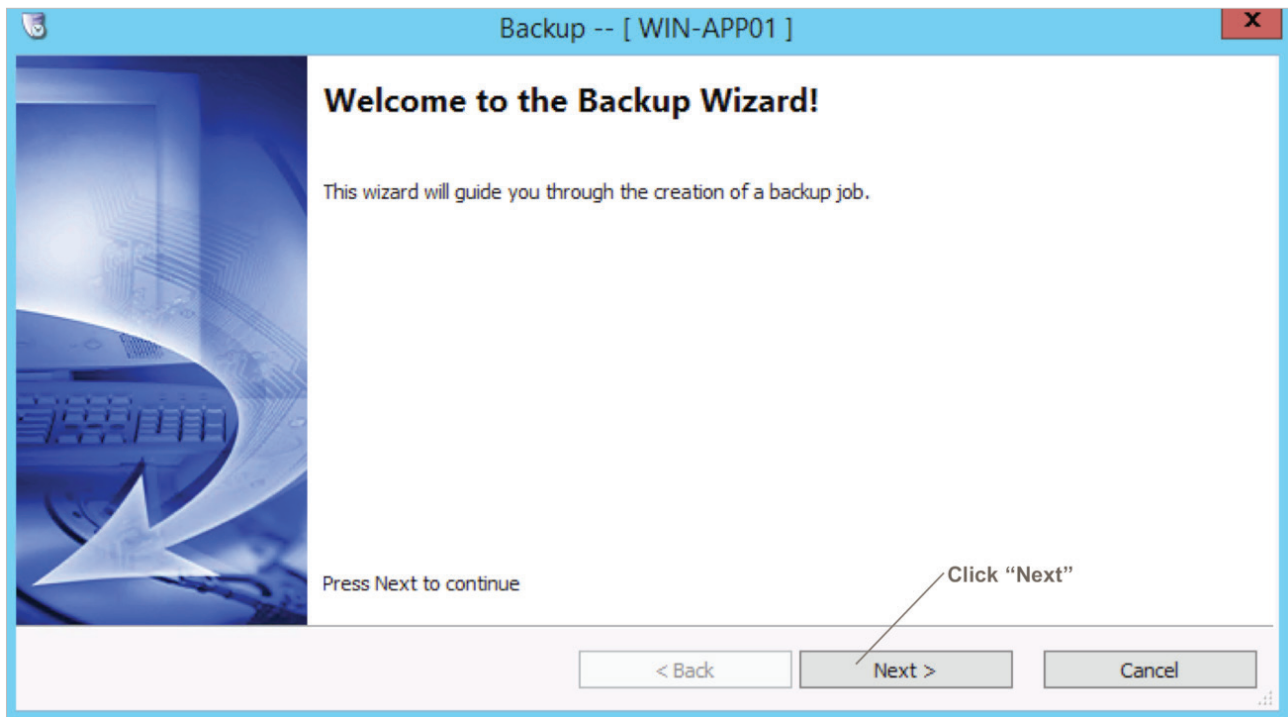 Backup -- [ WIN-APP01 ]
x
Welcome to the Backup Wizard!
This wizard will guide you through the creation of a backup job.
Press Next to continue
Click “Next”
< Back
Next >
Cancel